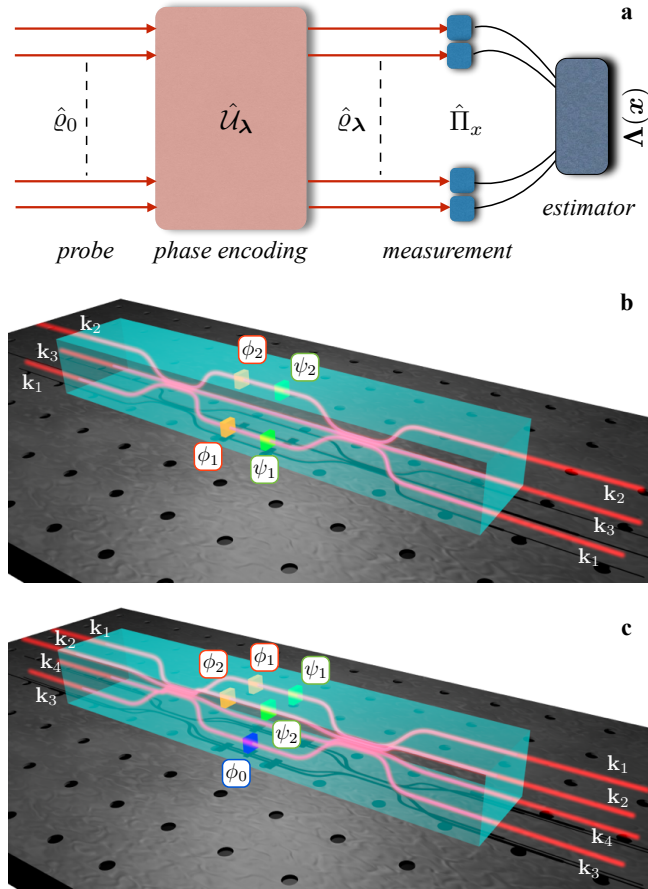 a
ϱ̂₀
𝒰̂_λ
ϱ̂_λ
Π̂ₓ
Λ(x)
probe
phase encoding
measurement
estimator
b
k₂
k₃
k₁
ϕ₂
ψ₂
ϕ₁
ψ₁
k₂
k₃
k₁
c
k₁
k₂
k₄
k₃
ϕ₂
ϕ₁
ψ₁
ψ₂
ϕ₀
k₁
k₂
k₄
k₃